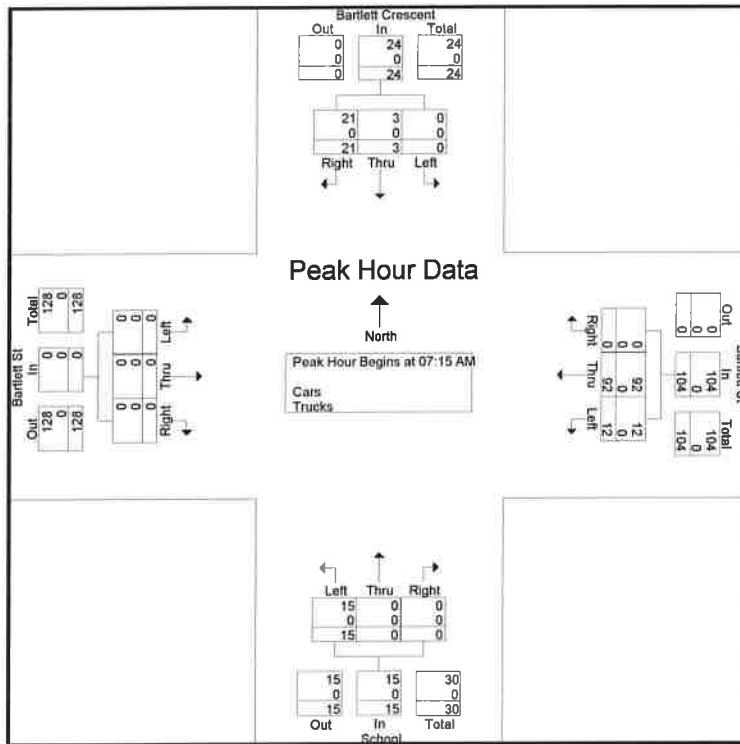 Bartlett Crescent
Out In Total
0 24 24
0 0 0
0 24 24
21 3 0
0 0 0
21 3 0
Right Thru Left
Peak Hour Data
North
Peak Hour Begins at 07:15 AM
Cars
Trucks
Bartlett St
Out In Total
128 0 128
0 0 0
128 0 128
Left Thru Right
0 0 0
0 0 0
0 0 0
Out In Total
0 104 104
0 0 0
0 104 104
Right Thru Left
0 92 12
0 0 0
0 92 12
Left Thru Right
15 0 0
0 0 0
15 0 0
15 15 30
0 0 0
15 15 30
Out In Total
School